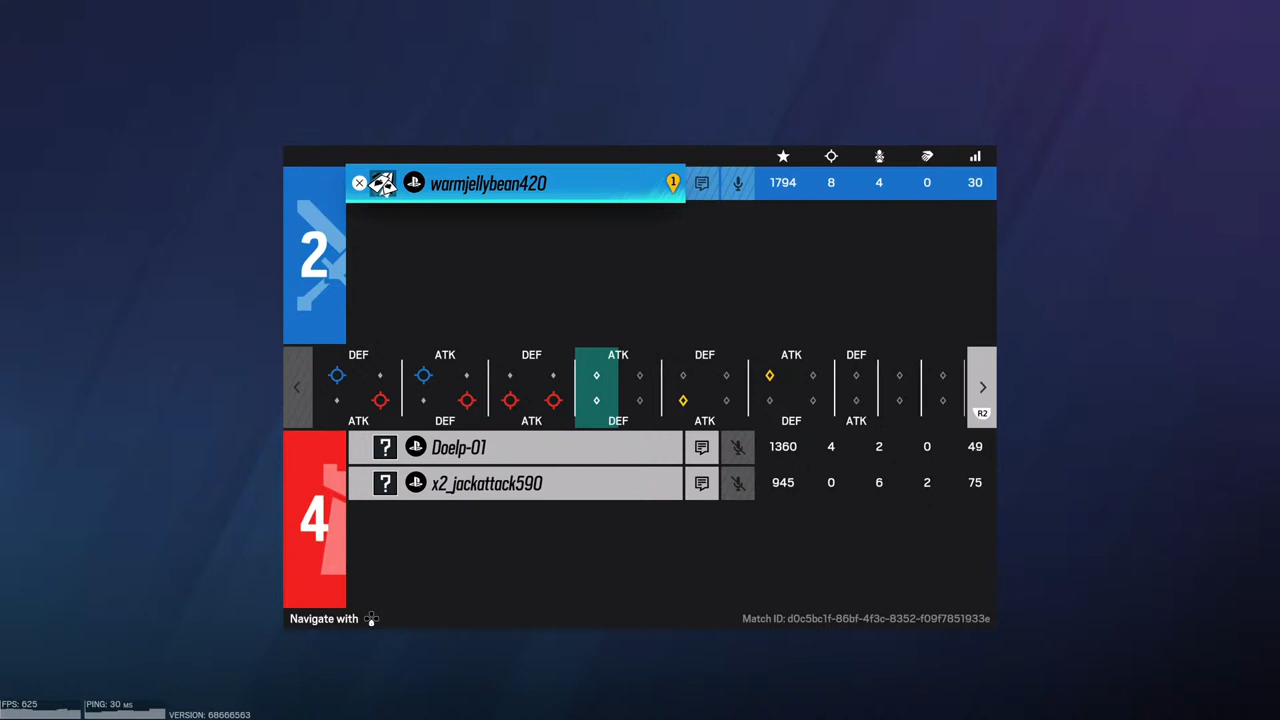 warmjellybean420 1 1794 8 4 0 30
2
DEF ATK DEF ATK DEF ATK DEF
R2
ATK DEF ATK DEF ATK DEF ATK
4
? Doelp-01 1360 4 2 0 49
? x2_jackattack590 945 0 6 2 75
Navigate with
Match ID: d0c5bc1f-86bf-4f3c-8352-f09f7851933e
FPS: 625 PING: 30 MS VERSION: 68666563